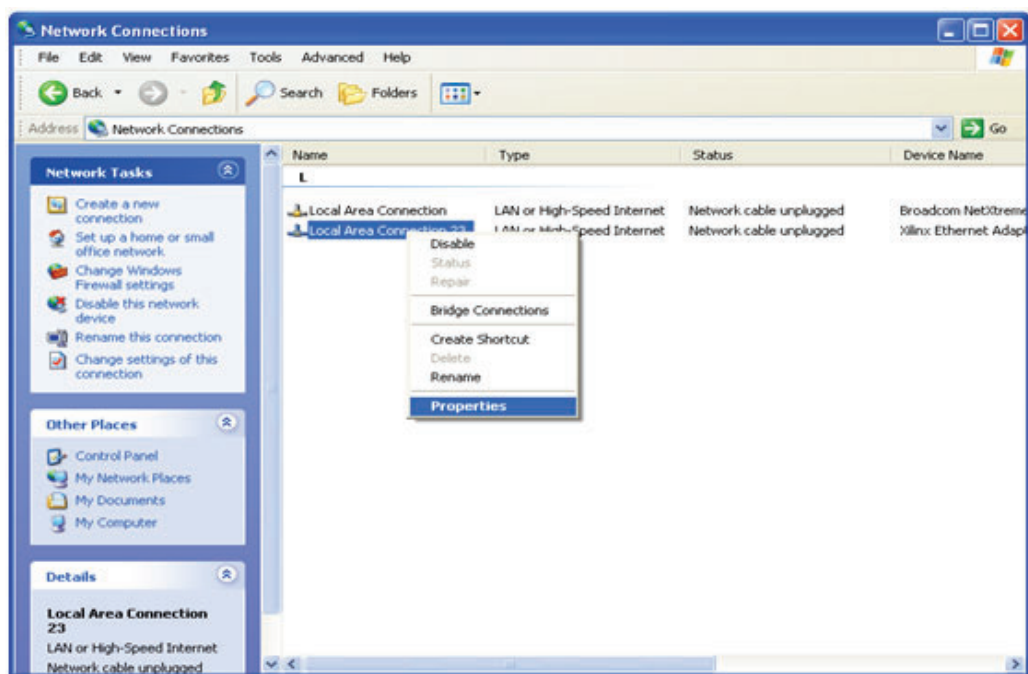 Network Connections
File Edit View Favorites Tools Advanced Help
Back Search Folders
Address Network Connections Go
Network Tasks
Create a new
connection
Set up a home or small
office network
Change Windows
Firewall settings
Disable this network
device
Rename this connection
Change settings of this
connection
Other Places
Control Panel
My Network Places
My Documents
My Computer
Details
Local Area Connection
23
LAN or High-Speed Internet
Network cable unplugged
Name Type Status Device Name
L
Local Area Connection LAN or High-Speed Internet Network cable unplugged Broadcom NetXtreme
Local Area Connection 23 LAN or High-Speed Internet Network cable unplugged Xilinx Ethernet Adap
Disable
Status
Repair
Bridge Connections
Create Shortcut
Delete
Rename
Properties